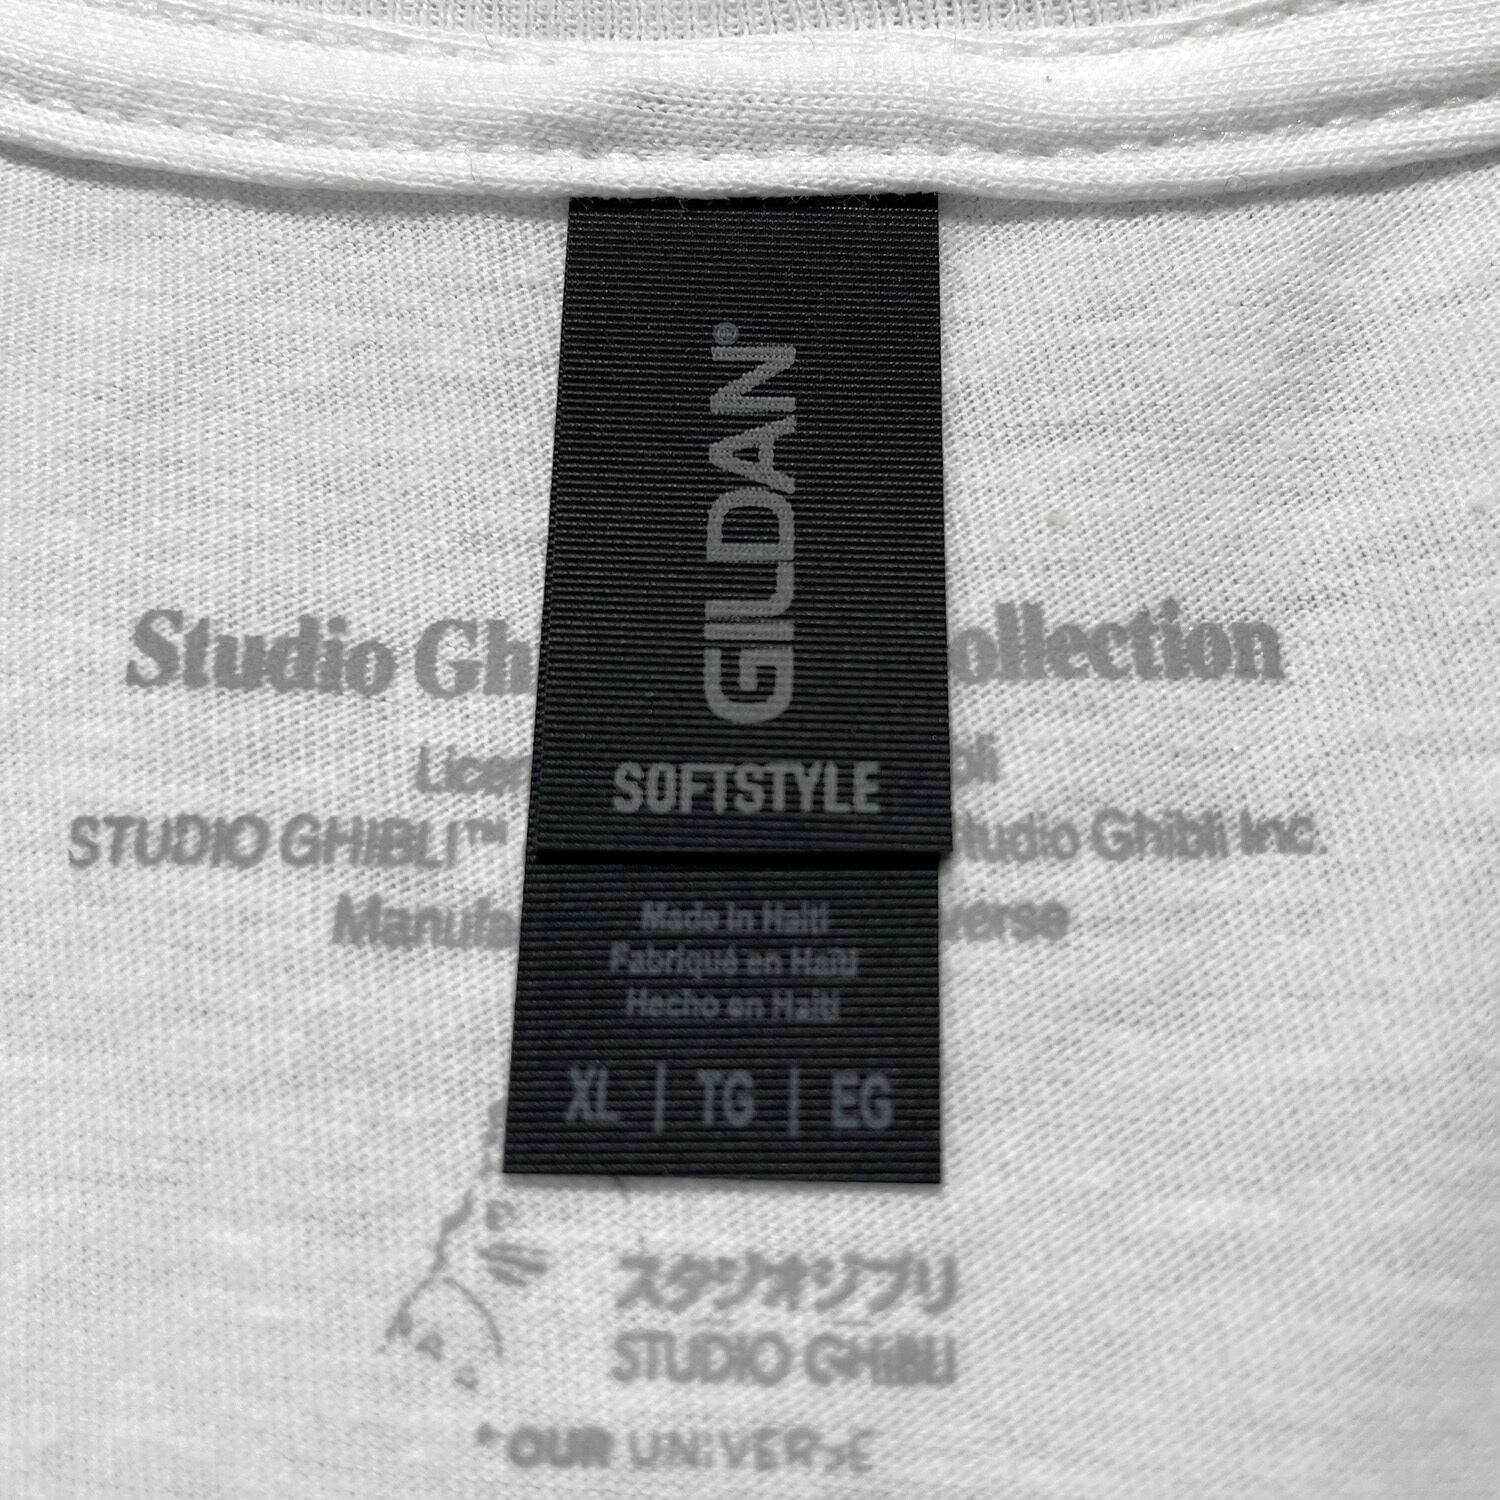 GILDAN®
SOFTSTYLE
Studio Gh ollection
STUDIO GHIBLI™ tudio Ghibli Inc.
Made in Haiti
Fabriqué en Haïti
Hecho en Haití
XL | TG | EG
スタジオジブリ
STUDIO GHIBLI
OUR UNIVERSE